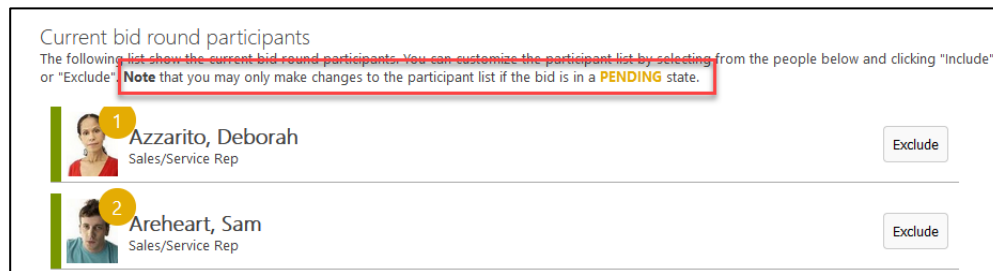 Current bid round participants
The following list show the current bid round participants. You can customize the participant list by selecting from the people below and clicking "Include"
or "Exclude". Note that you may only make changes to the participant list if the bid is in a PENDING state.
1
Azzarito, Deborah
Sales/Service Rep
Exclude
2
Areheart, Sam
Sales/Service Rep
Exclude